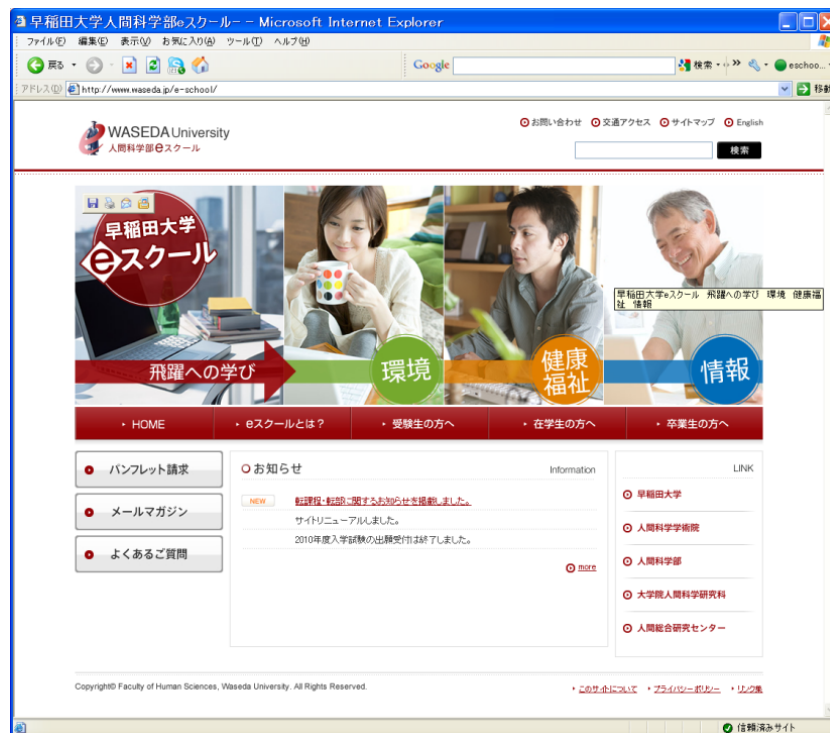 早稲田大学人間科学部eスクール－ － Microsoft Internet Explorer
ファイル(F) 編集(E) 表示(V) お気に入り(A) ツール(T) ヘルプ(H)
戻る Google 検索 eschoo...
アドレス(D) http://www.waseda.jp/e-school/ 移動
WASEDA University
人間科学部eスクール
お問い合わせ 交通アクセス サイトマップ English
検索
早稲田大学
eスクール
早稲田大学eスクール 飛躍への学び 環境 健康福
祉 情報
飛躍への学び 環境 健康
福祉 情報
HOME eスクールとは？ 受験生の方へ 在学生の方へ 卒業生の方へ
パンフレット請求
メールマガジン
よくあるご質問
お知らせ Information
NEW 転課程・転部に関するお知らせを掲載しました。
サイトリニューアルしました。
2010年度入学試験の出願受付は終了しました。
more
LINK
早稲田大学
人間科学学術院
人間科学部
大学院人間科学研究科
人間総合研究センター
Copyright© Faculty of Human Sciences, Waseda University. All Rights Reserved.
このサイトについて プライバシーポリシー リンク集
信頼済みサイト